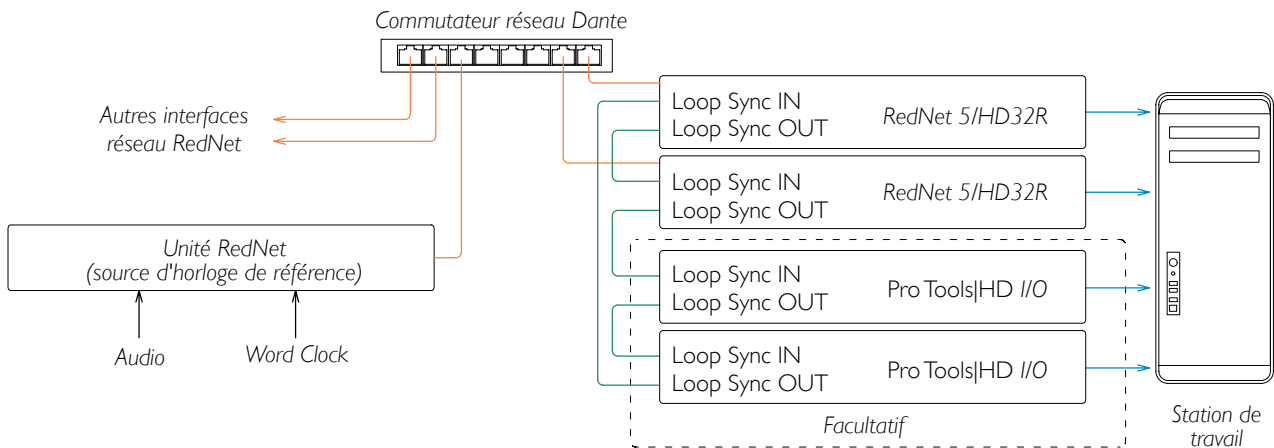 Commutateur réseau Dante
Autres interfaces
réseau RedNet
Unité RedNet
(source d'horloge de référence)
Audio
Word Clock
Loop Sync IN
Loop Sync OUT
RedNet 5/HD32R
Loop Sync IN
Loop Sync OUT
RedNet 5/HD32R
Loop Sync IN
Loop Sync OUT
Pro Tools|HD I/O
Loop Sync IN
Loop Sync OUT
Pro Tools|HD I/O
Facultatif
Station de
travail